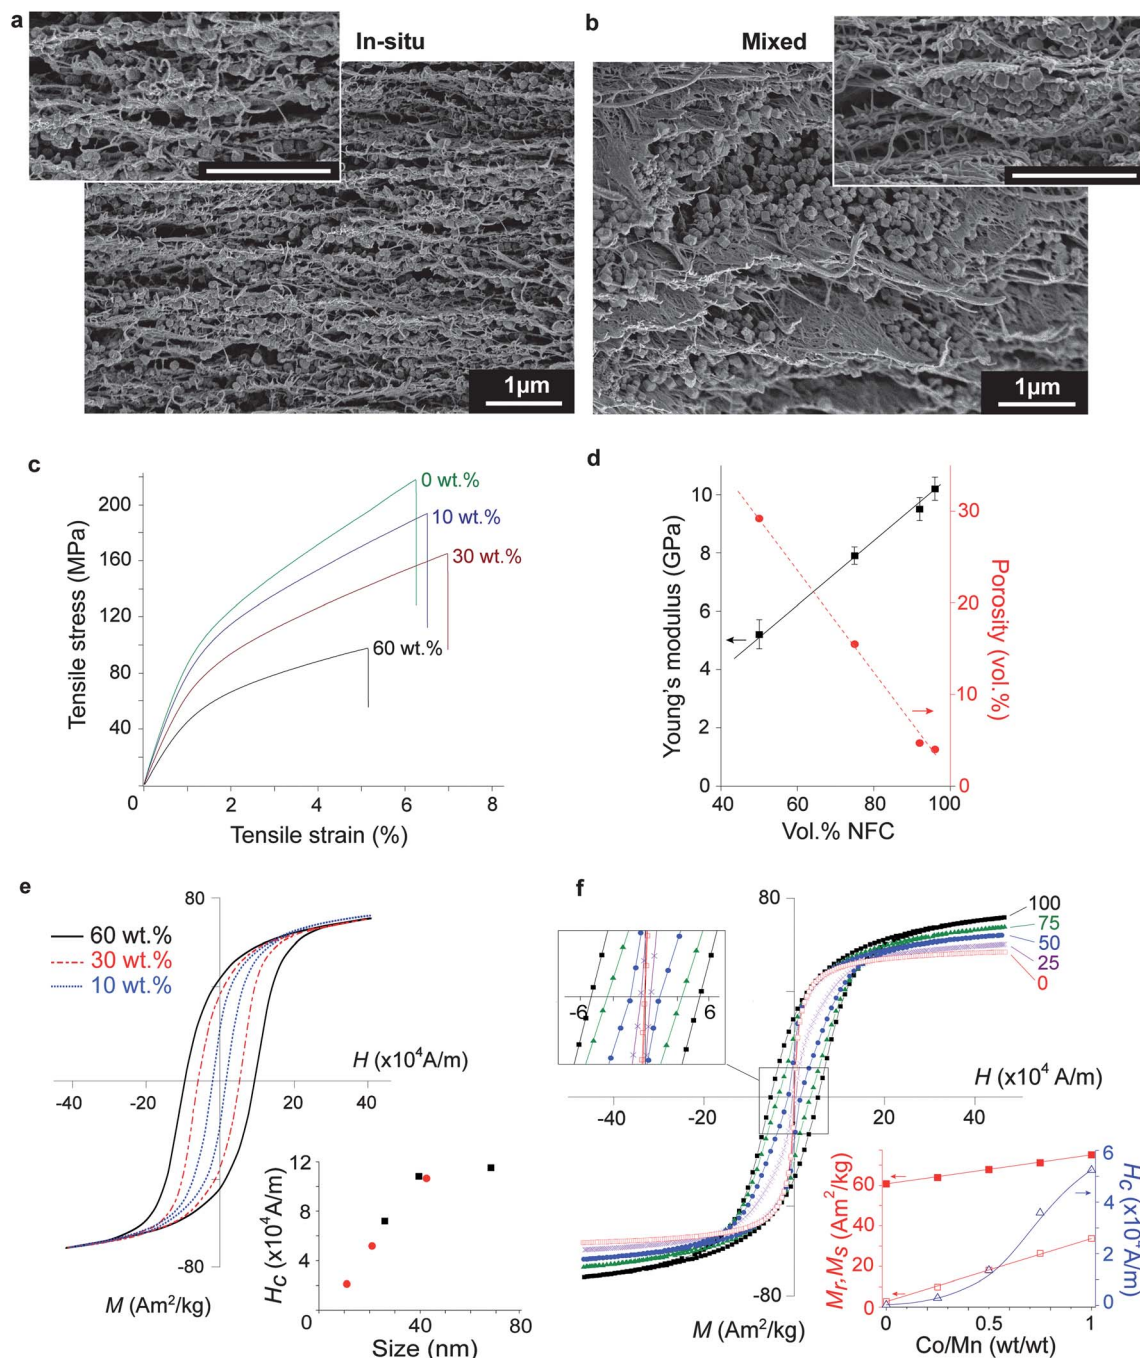 a
In-situ
b
Mixed
1μm
1μm
c
0 wt.%
10 wt.%
30 wt.%
60 wt.%
200
160
120
80
40
0
2
4
6
8
Tensile stress (MPa)
Tensile strain (%)
d
10
8
6
4
2
0
Young's modulus (GPa)
30
20
10
0
Porosity (vol.%)
40
60
80
100
Vol.% NFC
e
80
60 wt.%
30 wt.%
10 wt.%
H (x10⁴A/m)
-40
-20
20
40
-80
M (Am²/kg)
12
8
4
0
Hc (x10⁴A/m)
0
40
80
Size (nm)
f
80
100
75
50
25
0
-6
6
H (x10⁴ A/m)
-40
-20
20
40
-80
M (Am²/kg)
60
40
20
0
Mr,Ms (Am²/kg)
6
4
2
0
Hc (x10⁴A/m)
0
0.5
1
Co/Mn (wt/wt)